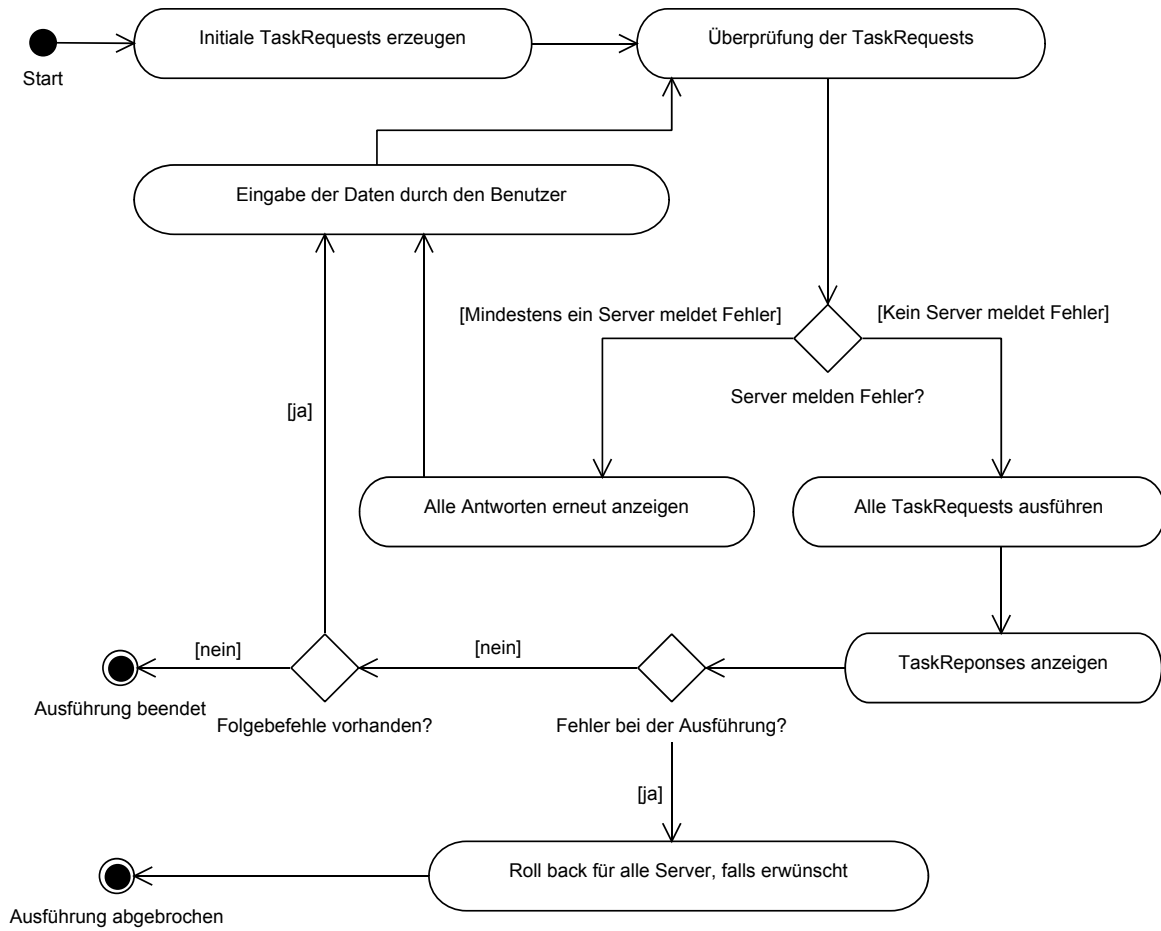 Initiale TaskRequests erzeugen
Überprüfung der TaskRequests
Start
Eingabe der Daten durch den Benutzer
[Mindestens ein Server meldet Fehler]
[Kein Server meldet Fehler]
Server melden Fehler?
[ja]
Alle Antworten erneut anzeigen
Alle TaskRequests ausführen
[nein]
[nein]
TaskReponses anzeigen
Ausführung beendet
Folgebefehle vorhanden?
Fehler bei der Ausführung?
[ja]
Roll back für alle Server, falls erwünscht
Ausführung abgebrochen